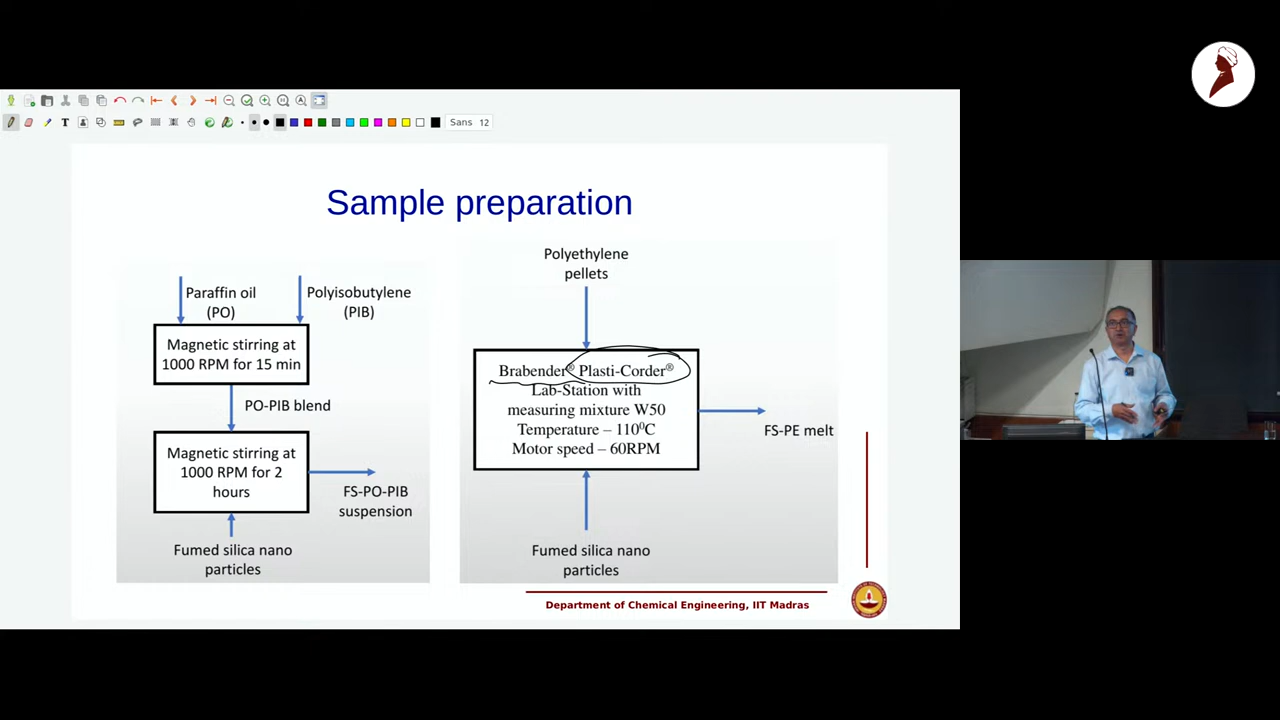 Sans 12
Sample preparation
Paraffin oil
(PO)
Polyisobutylene
(PIB)
Magnetic stirring at
1000 RPM for 15 min
PO-PIB blend
Magnetic stirring at
1000 RPM for 2
hours
FS-PO-PIB
suspension
Fumed silica nano
particles
Polyethylene
pellets
Brabender® Plasti-Corder®
Lab-Station with
measuring mixture W50
Temperature – 110⁰C
Motor speed – 60RPM
FS-PE melt
Fumed silica nano
particles
Department of Chemical Engineering, IIT Madras